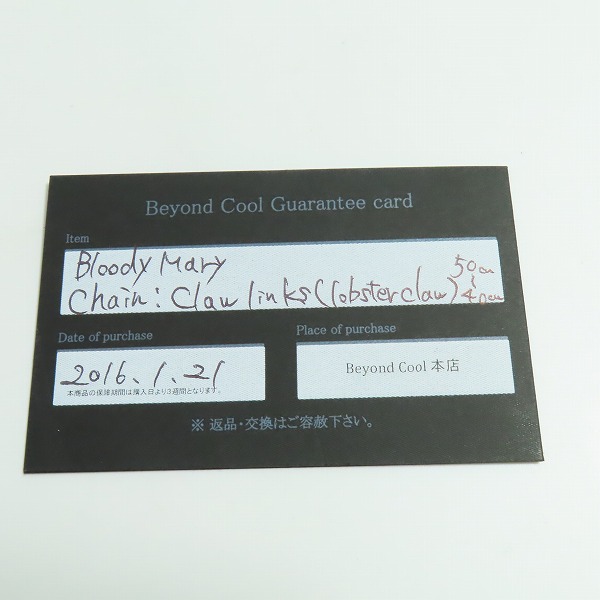 Beyond Cool Guarantee card
Item
Bloody Mary
50cm
Chain: Claw links (lobster claw) ~ 40cm
Date of purchase
Place of purchase
2016.1.21
Beyond Cool 本店
本商品の保障期間は購入日より3週間となります。
※ 返品・交換はご容赦下さい。